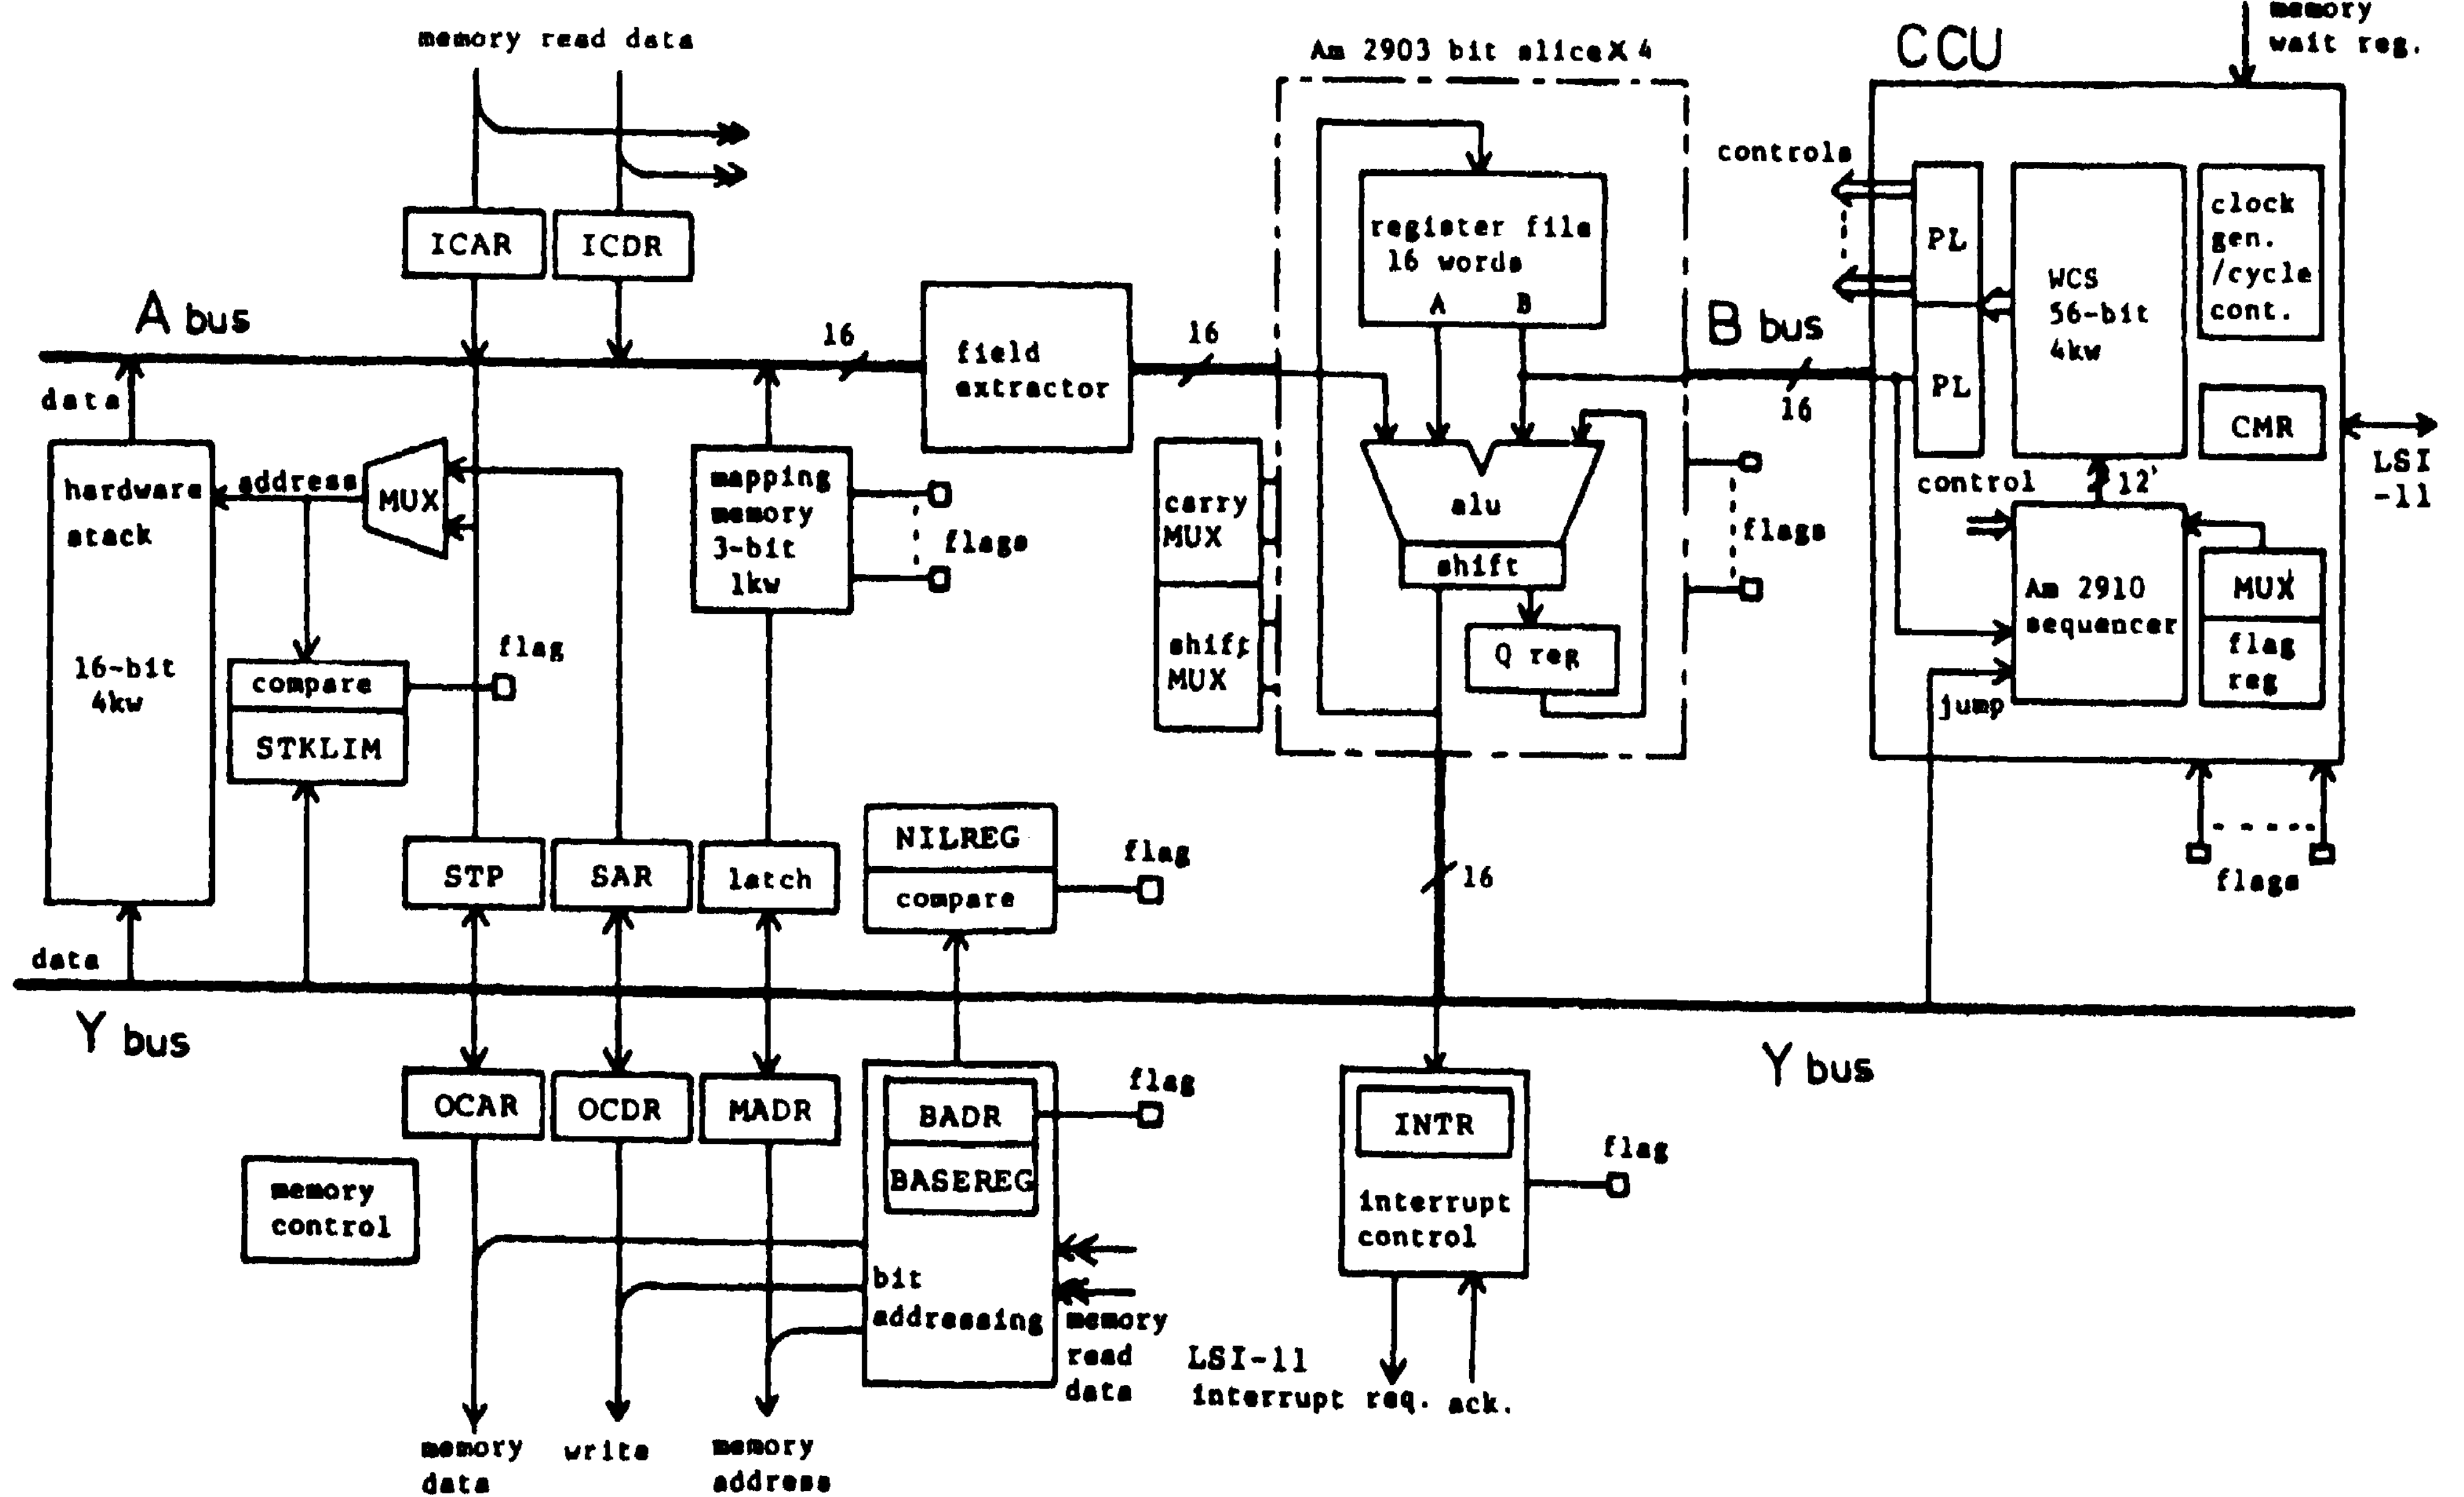 memory read data
Am 2903 bit sliceX 4
CCU
memory
wait reg.
ICAR
ICDR
A bus
16
field
extractor
16
register file
16 words
A
B
B bus
16
controls
PL
PL
WCS
56-bit
4kw
clock
gen.
/cycle
cont.
CMR
LSI
-11
data
hardware
stack
16-bit
4kw
address
MUX
mapping
memory
3-bit
1kw
flags
carry
MUX
shift
MUX
alu
shift
Q reg
flags
control
12
Am 2910
sequencer
MUX
flag
reg
jump
compare
STKLIM
flag
STP
SAR
latch
NILREG
compare
flag
16
flags
data
Y bus
Y bus
OCAR
OCDR
MADR
BADR
BASEREG
flag
bit
addressing
memory
read
data
memory
control
INTR
interrupt
control
flag
LSI-11
interrupt req. ack.
memory
data
write
memory
address